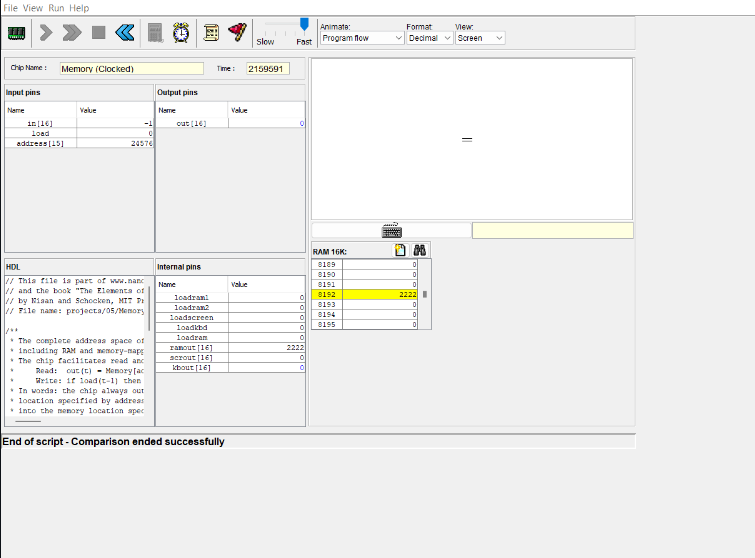 File View Run Help
Animate:
Program flow
Format:
Decimal
View:
Screen
Slow Fast
Chip Name : Memory (Clocked) Time : 2159591
Input pins
Name Value
in[16] -1
load 0
address[15] 24576
Output pins
Name Value
out[16] 0
HDL
// This file is part of www.nand
// and the book "The Elements of
// by Nisan and Schocken, MIT Pr
// File name: projects/05/Memory
/**
* The complete address space of
* including RAM and memory-mapp
* The chip facilitates read and
* Read: out(t) = Memory[ad
* Write: if load(t-1) then
* In words: the chip always out
* location specified by address
* into the memory location spec
Internal pins
Name Value
loadram1 0
loadram2 0
loadscreen 0
loadkbd 0
loadram 0
ramout[16] 2222
scrout[16] 0
kbout[16] 0
RAM 16K:
8189 0
8190 0
8191 0
8192 2222
8193 0
8194 0
8195 0
End of script - Comparison ended successfully